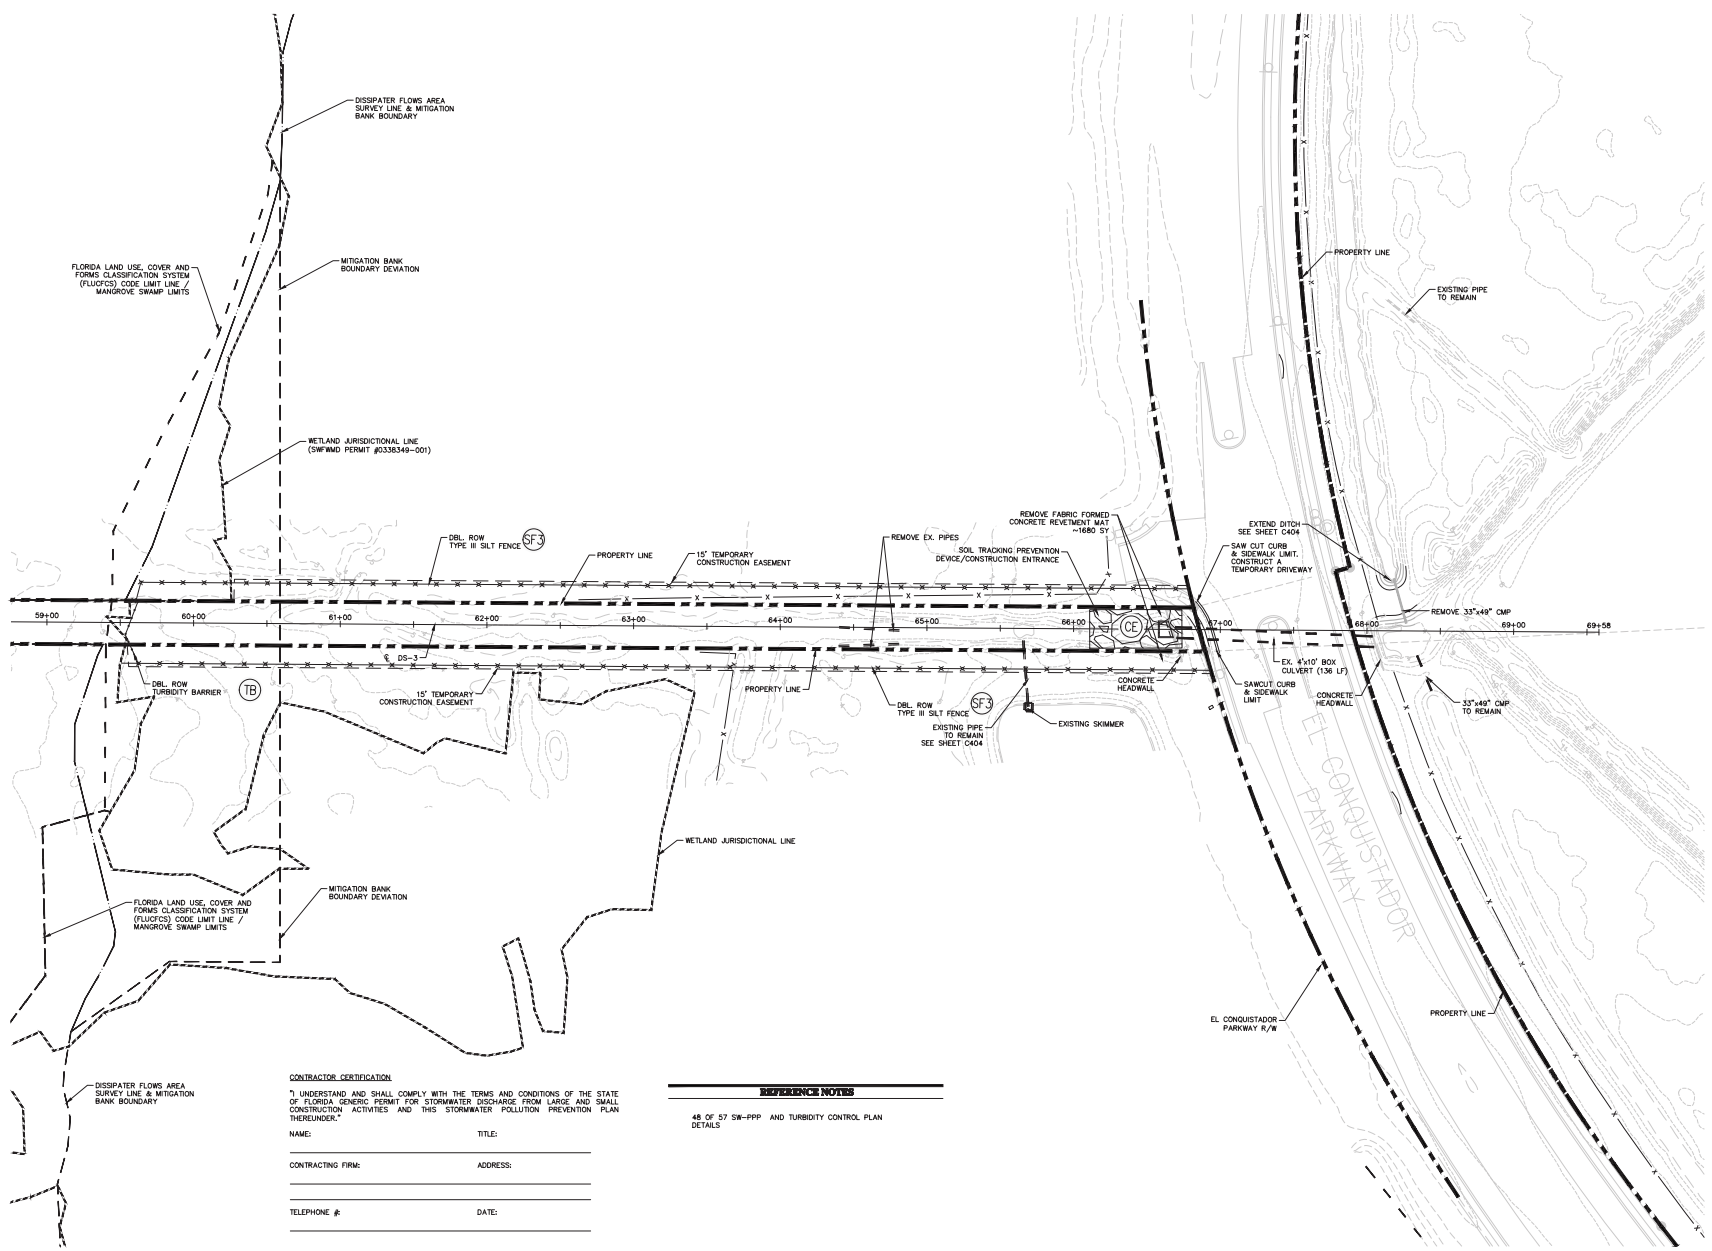 DISSIPATER FLOWS AREA
SURVEY LINE & MITIGATION
BANK BOUNDARY
FLORIDA LAND USE, COVER AND
FORMS CLASSIFICATION SYSTEM
(FLUCFCS) CODE LIMIT LINE /
MANGROVE SWAMP LIMITS
MITIGATION BANK
BOUNDARY DEVIATION
PROPERTY LINE
EXISTING PIPE
TO REMAIN
WETLAND JURISDICTIONAL LINE
(SWFWMD PERMIT #0338349-001)
DBL. ROW
TYPE III SILT FENCE
SF3
PROPERTY LINE
15' TEMPORARY
CONSTRUCTION EASEMENT
REMOVE EX. PIPES
REMOVE FABRIC FORMED
CONCRETE REVETMENT MAT
~1680 SY
SOIL TRACKING PREVENTION
DEVICE/CONSTRUCTION ENTRANCE
EXTEND DITCH
SEE SHEET C404
SAW CUT CURB
& SIDEWALK LIMIT.
CONSTRUCT A
TEMPORARY DRIVEWAY
REMOVE 33"x49" CMP
59+00
60+00
61+00
62+00
63+00
64+00
65+00
66+00
67+00
68+00
69+00
69+58
CE
℄ DS-3
DBL. ROW
TURBIDITY BARRIER
TB
15' TEMPORARY
CONSTRUCTION EASEMENT
PROPERTY LINE
DBL. ROW
TYPE III SILT FENCE
SF3
EXISTING PIPE
TO REMAIN
SEE SHEET C404
EXISTING SKIMMER
CONCRETE
HEADWALL
SAWCUT CURB
& SIDEWALK
LIMIT
EX. 4'x10' BOX
CULVERT (136 LF)
CONCRETE
HEADWALL
33"x49" CMP
TO REMAIN
EL CONQUISTADOR
PARKWAY
WETLAND JURISDICTIONAL LINE
MITIGATION BANK
BOUNDARY DEVIATION
FLORIDA LAND USE, COVER AND
FORMS CLASSIFICATION SYSTEM
(FLUCFCS) CODE LIMIT LINE /
MANGROVE SWAMP LIMITS
EL CONQUISTADOR
PARKWAY R/W
PROPERTY LINE
DISSIPATER FLOWS AREA
SURVEY LINE & MITIGATION
BANK BOUNDARY
CONTRACTOR CERTIFICATION
"I UNDERSTAND AND SHALL COMPLY WITH THE TERMS AND CONDITIONS OF THE STATE
OF FLORIDA GENERIC PERMIT FOR STORMWATER DISCHARGE FROM LARGE AND SMALL
CONSTRUCTION ACTIVITIES AND THIS STORMWATER POLLUTION PREVENTION PLAN
THEREUNDER."
NAME: TITLE:
CONTRACTING FIRM: ADDRESS:
TELEPHONE #: DATE:
REFERENCE NOTES
48 OF 57 SW-PPP AND TURBIDITY CONTROL PLAN
DETAILS